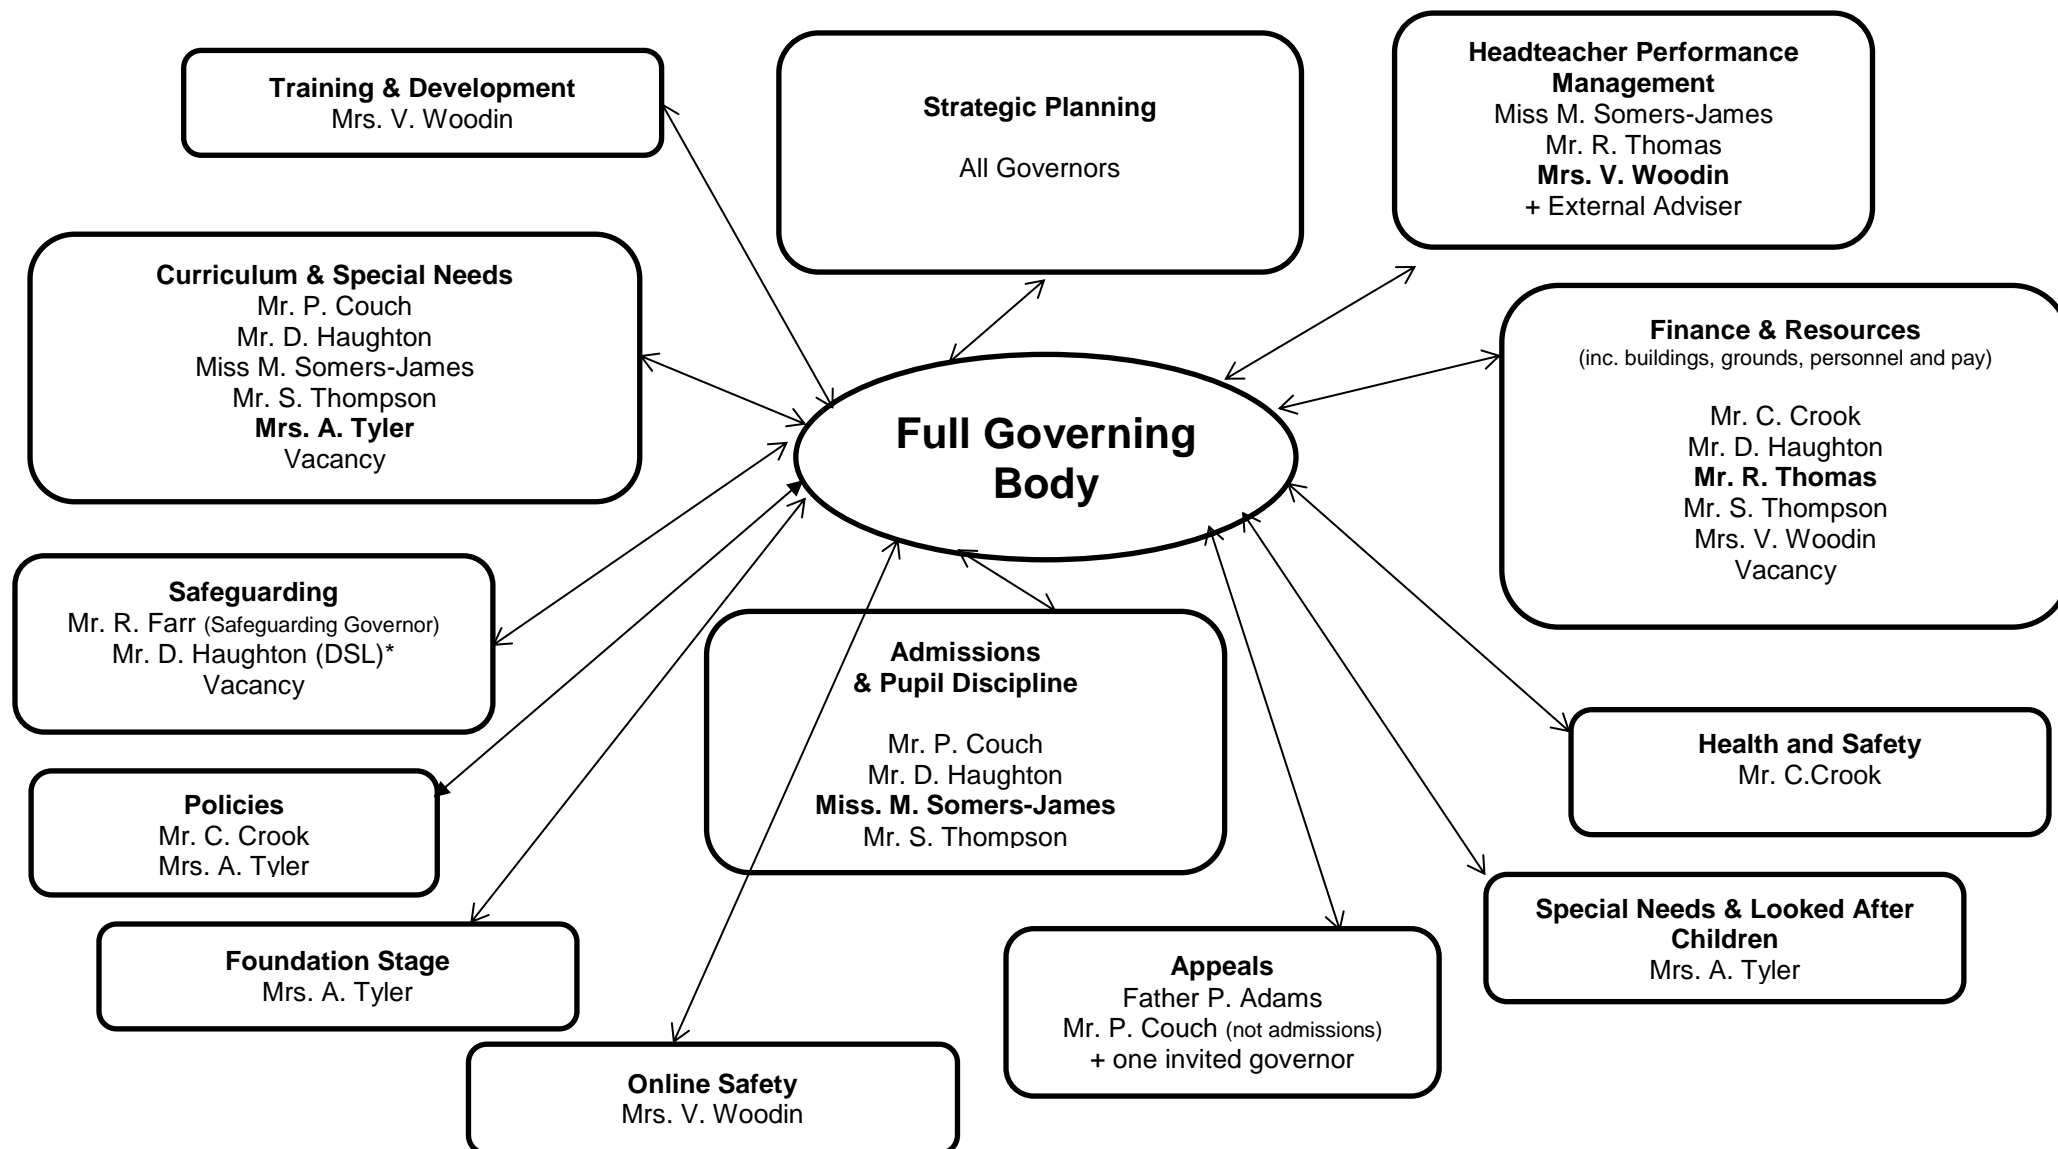 Training & Development
Mrs. V. Woodin
Strategic Planning
All Governors
Headteacher Performance
Management
Miss M. Somers-James
Mr. R. Thomas
Mrs. V. Woodin
+ External Adviser
Curriculum & Special Needs
Mr. P. Couch
Mr. D. Haughton
Miss M. Somers-James
Mr. S. Thompson
Mrs. A. Tyler
Vacancy
Full Governing
Body
Finance & Resources
(inc. buildings, grounds, personnel and pay)
Mr. C. Crook
Mr. D. Haughton
Mr. R. Thomas
Mr. S. Thompson
Mrs. V. Woodin
Vacancy
Safeguarding
Mr. R. Farr (Safeguarding Governor)
Mr. D. Haughton (DSL)*
Vacancy
Admissions
& Pupil Discipline
Mr. P. Couch
Mr. D. Haughton
Miss. M. Somers-James
Mr. S. Thompson
Health and Safety
Mr. C.Crook
Policies
Mr. C. Crook
Mrs. A. Tyler
Special Needs & Looked After
Children
Mrs. A. Tyler
Foundation Stage
Mrs. A. Tyler
Appeals
Father P. Adams
Mr. P. Couch (not admissions)
+ one invited governor
Online Safety
Mrs. V. Woodin